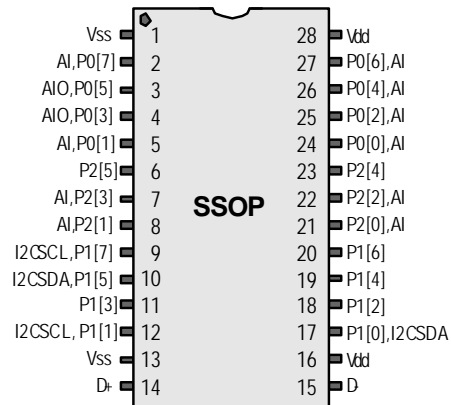 Vss 1 28 Vdd
AI,P0[7] 2 27 P0[6],AI
AIO,P0[5] 3 26 P0[4],AI
AIO,P0[3] 4 25 P0[2],AI
AI,P0[1] 5 24 P0[0],AI
P2[5] 6 23 P2[4]
AI,P2[3] 7 22 P2[2],AI
SSOP
AI,P2[1] 8 21 P2[0],AI
I2CSCL,P1[7] 9 20 P1[6]
I2CSDA,P1[5] 10 19 P1[4]
P1[3] 11 18 P1[2]
I2CSCL, P1[1] 12 17 P1[0],I2CSDA
Vss 13 16 Vdd
D+ 14 15 D-